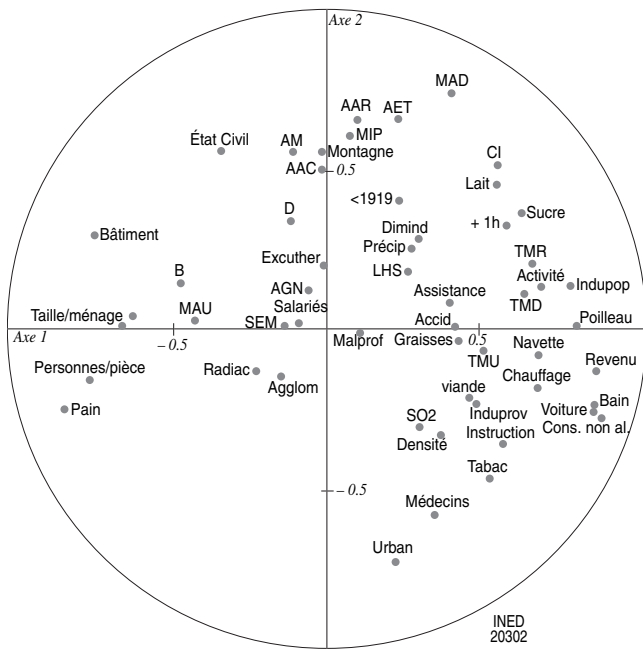 Axe 2
MAD
AAR
AET
MIP
État Civil
AM
Montagne
CI
AAC
0.5
Lait
<1919
Sucre
D
+ 1h
Dimind
Bâtiment
Précip
Excuther
TMR
LHS
B
Activité
Indupop
AGN
Assistance
TMD
Salariés
Taille/ménage
MAU
SEM
Accid
Poilleau
Axe 1
– 0.5
Malprof
Graisses
0.5
Navette
TMU
Revenu
Personnes/pièce
Radiac
Chauffage
Agglom
viande
Pain
Bain
SO2
Induprov
Voiture
Cons. non al.
Instruction
Densité
Tabac
– 0.5
Médecins
Urban
INED
20302